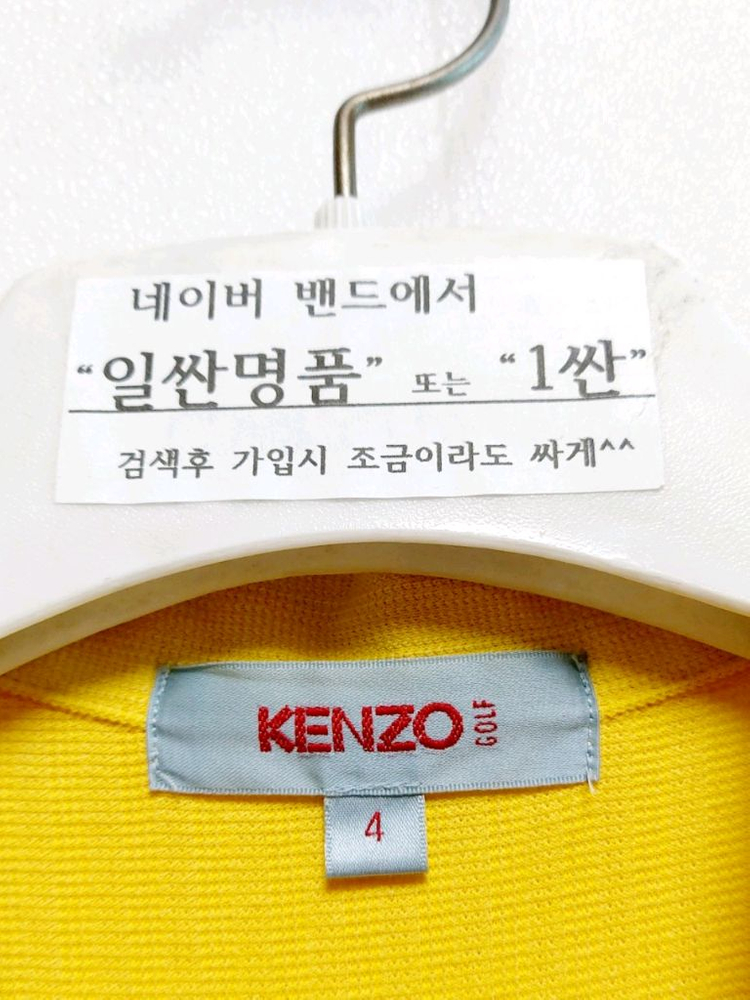 네이버 밴드에서
“일싼명품” 또는 “1싼”
검색후 가입시 조금이라도 싸게^^
KENZO GOLF
4